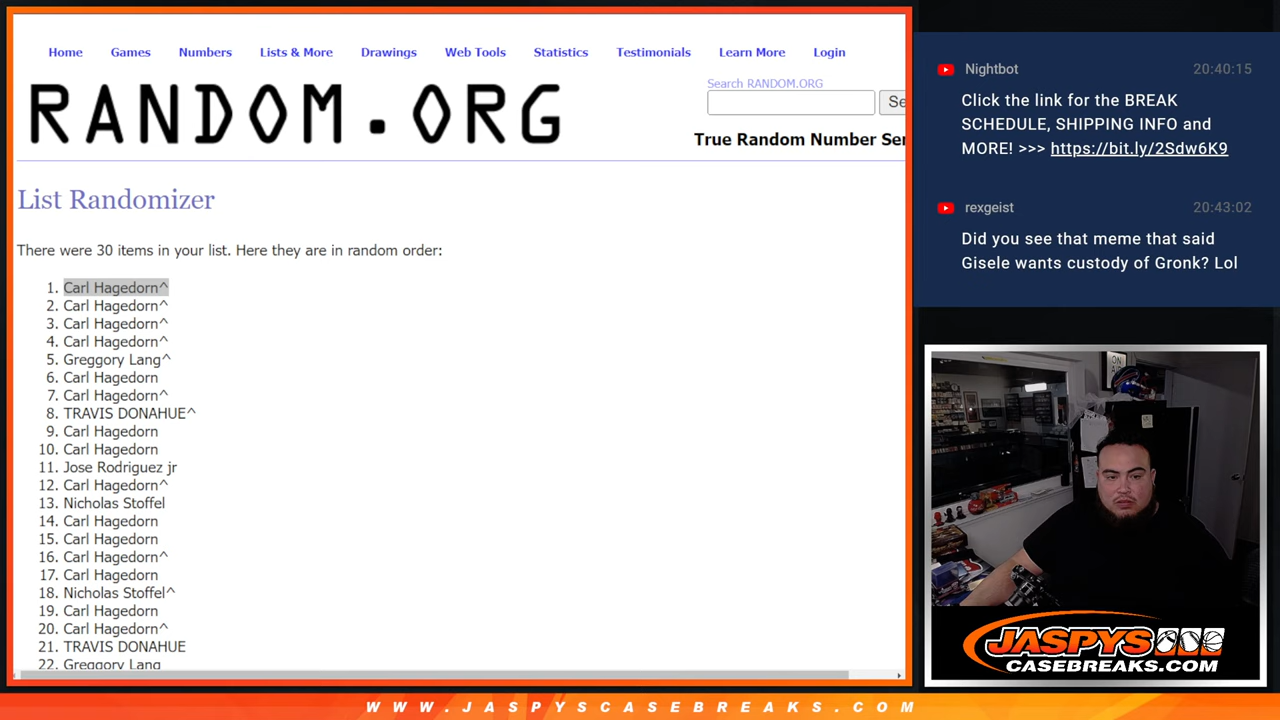 Home Games Numbers Lists & More Drawings Web Tools Statistics Testimonials Learn More Login
RANDOM.ORG
Search RANDOM.ORG
Se
True Random Number Ser
List Randomizer
There were 30 items in your list. Here they are in random order:
1. Carl Hagedorn^
2. Carl Hagedorn^
3. Carl Hagedorn^
4. Carl Hagedorn^
5. Greggory Lang^
6. Carl Hagedorn
7. Carl Hagedorn^
8. TRAVIS DONAHUE^
9. Carl Hagedorn
10. Carl Hagedorn
11. Jose Rodriguez jr
12. Carl Hagedorn^
13. Nicholas Stoffel
14. Carl Hagedorn
15. Carl Hagedorn
16. Carl Hagedorn^
17. Carl Hagedorn
18. Nicholas Stoffel^
19. Carl Hagedorn
20. Carl Hagedorn^
21. TRAVIS DONAHUE
22. Greggory Lang
Nightbot 20:40:15
Click the link for the BREAK
SCHEDULE, SHIPPING INFO and
MORE! >>> https://bit.ly/2Sdw6K9
rexgeist 20:43:02
Did you see that meme that said
Gisele wants custody of Gronk? Lol
JASPYS
CASEBREAKS.COM
WWW.JASPYSCASEBREAKS.COM